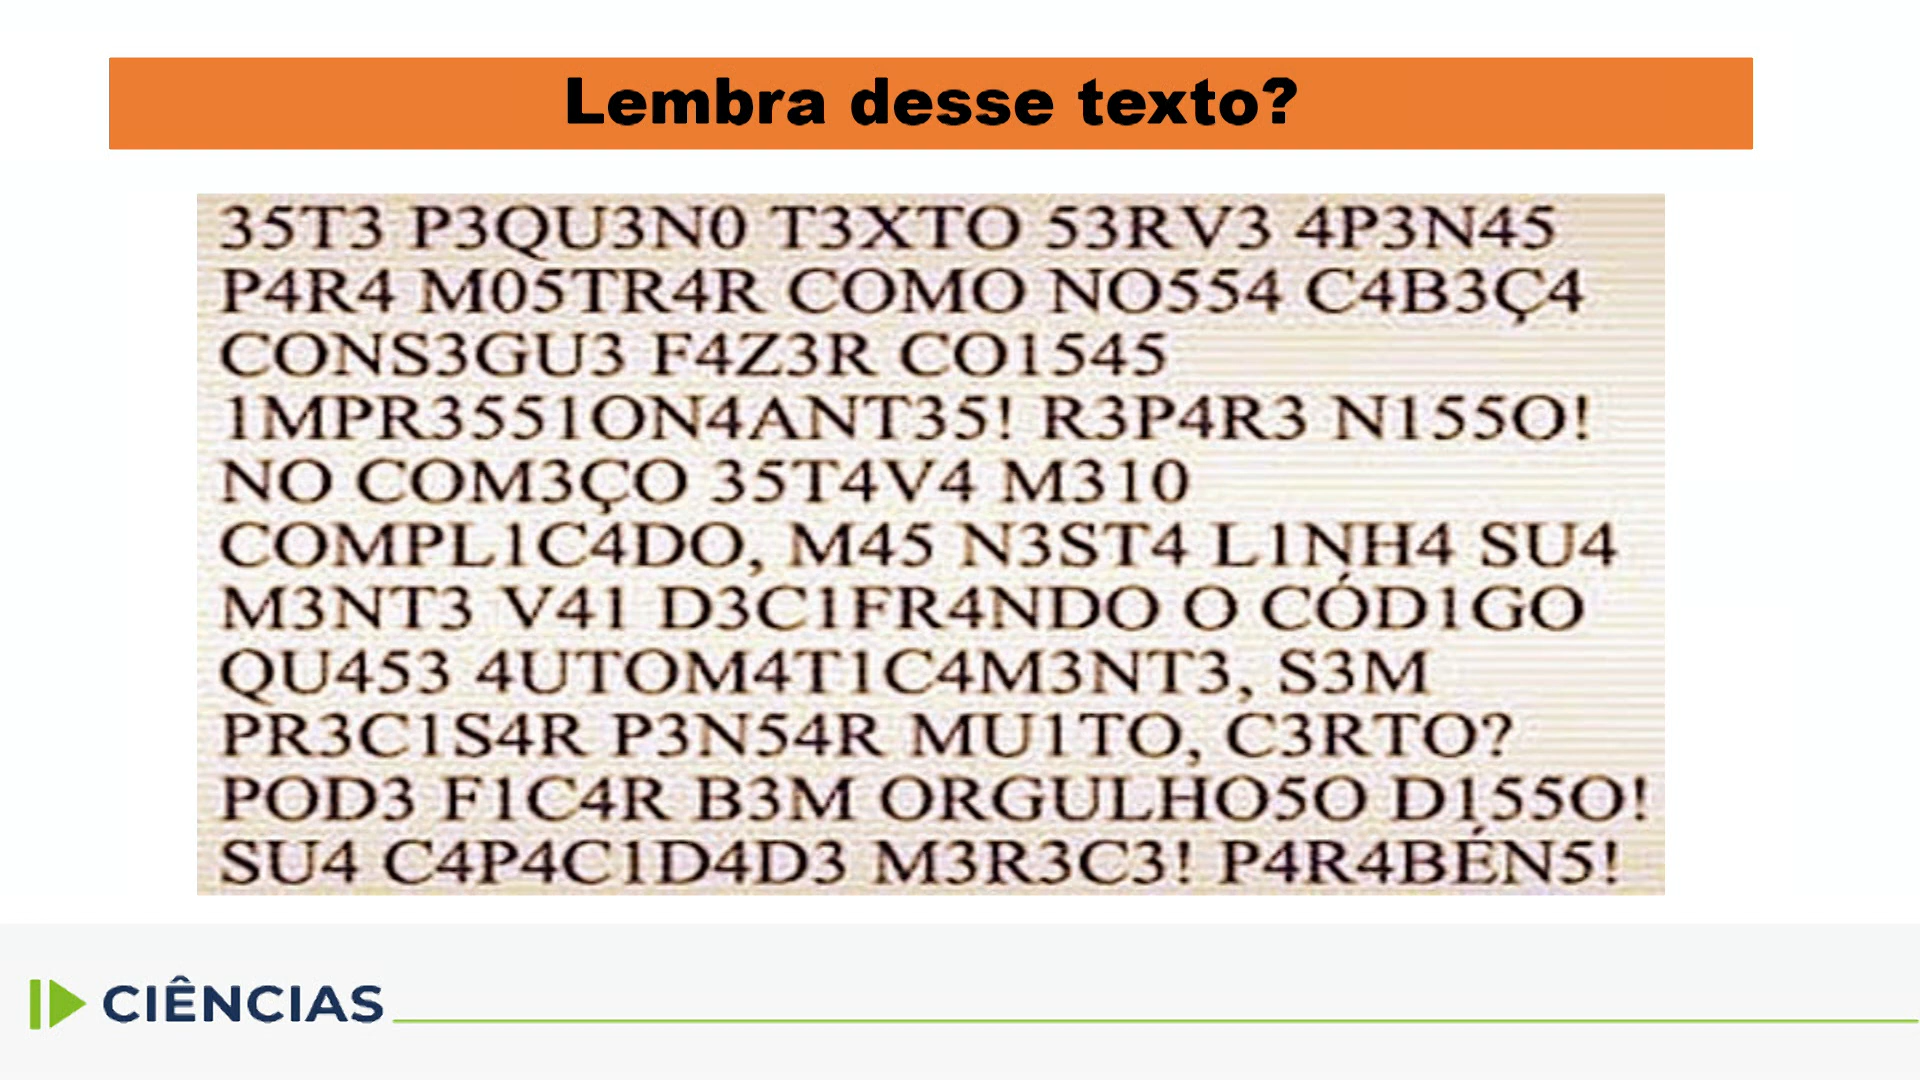 Lembra desse texto?
35T3 P3QU3N0 T3XTO 53RV3 4P3N45
P4R4 M05TR4R COMO NO554 C4B3Ç4
CONS3GU3 F4Z3R CO1545
1MPR3551ON4ANT35! R3P4R3 N155O!
NO COM3ÇO 35T4V4 M310
COMPL1C4DO, M45 N3ST4 L1NH4 SU4
M3NT3 V41 D3C1FR4NDO O CÓD1GO
QU453 4UTOM4T1C4M3NT3, S3M
PR3C1S4R P3N54R MU1TO, C3RTO?
POD3 F1C4R B3M ORGULHO5O D155O!
SU4 C4P4C1D4D3 M3R3C3! P4R4BÉN5!
CIÊNCIAS